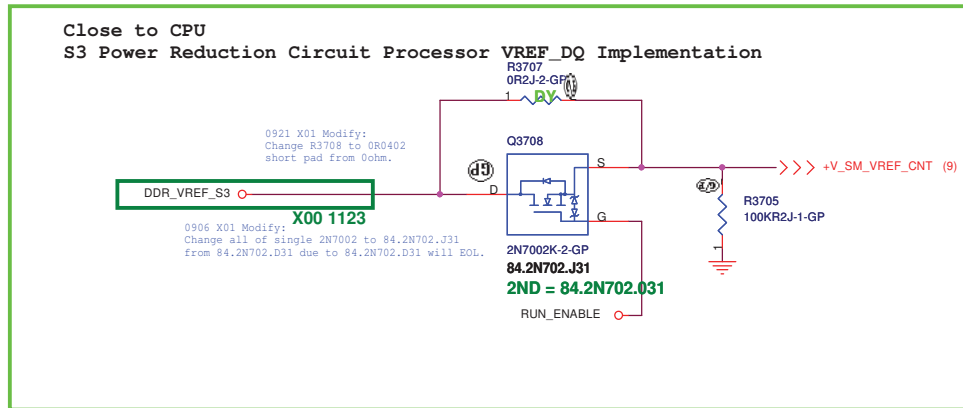 Close to CPU
S3 Power Reduction Circuit Processor VREF_DQ Implementation
R3707
0R2J-2-GP
1
DY
0921 X01 Modify:
Change R3708 to 0R0402
short pad from 0ohm.
Q3708
GP
D
S
G
+V_SM_VREF_CNT (9)
DDR_VREF_S3
X00 1123
R3705
100KR2J-1-GP
1
0906 X01 Modify:
Change all of single 2N7002 to 84.2N702.J31
from 84.2N702.D31 due to 84.2N702.D31 will EOL.
2N7002K-2-GP
84.2N702.J31
2ND = 84.2N702.031
RUN_ENABLE